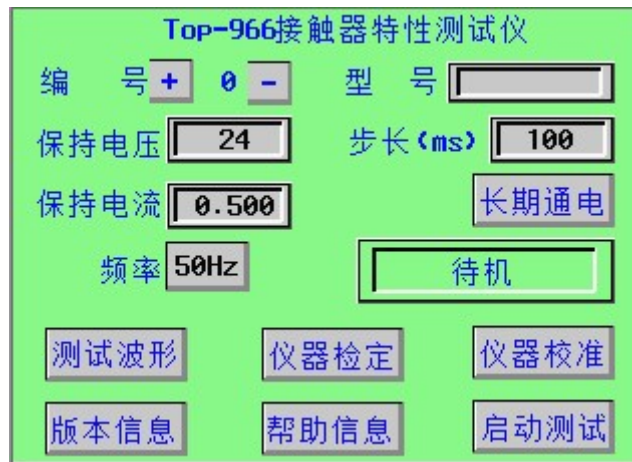 Top-966接触器特性测试仪
编 号 + 0 - 型 号
保持电压 24 步长(ms) 100
保持电流 0.500 长期通电
频率 50Hz 待机
测试波形 仪器检定 仪器校准
版本信息 帮助信息 启动测试